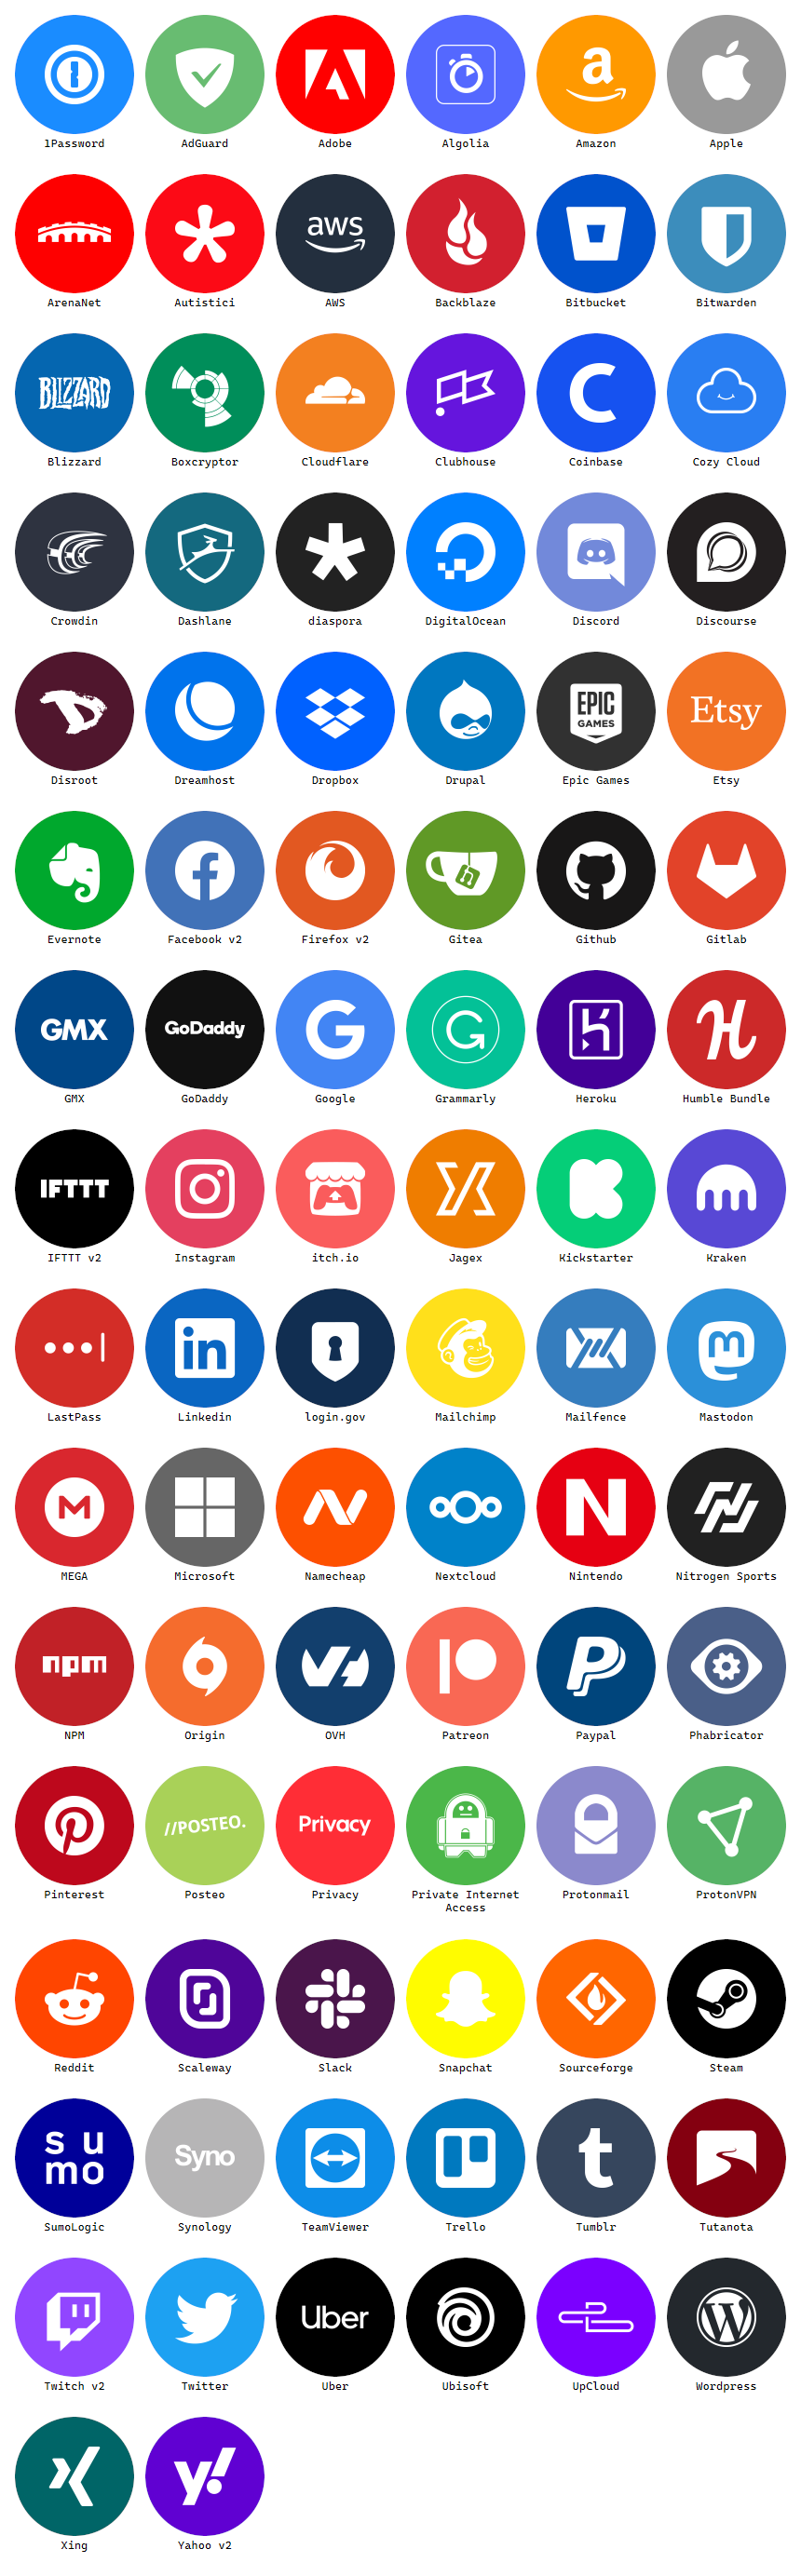 a
1Password AdGuard Adobe Algolia Amazon Apple
aws
ArenaNet Autistici AWS Backblaze Bitbucket Bitwarden
BLIZZARD
Blizzard Boxcryptor Cloudflare Clubhouse Coinbase Cozy Cloud
Crowdin Dashlane diaspora DigitalOcean Discord Discourse
EPIC
GAMES
Etsy
Disroot Dreamhost Dropbox Drupal Epic Games Etsy
Evernote Facebook v2 Firefox v2 Gitea Github Gitlab
GMX GoDaddy G G H
GMX GoDaddy Google Grammarly Heroku Humble Bundle
IFTTT K
IFTTT v2 Instagram itch.io Jagex Kickstarter Kraken
in m
LastPass Linkedin login.gov Mailchimp Mailfence Mastodon
M N N
MEGA Microsoft Namecheap Nextcloud Nintendo Nitrogen Sports
npm P
NPM Origin OVH Patreon Paypal Phabricator
//POSTEO. Privacy
Pinterest Posteo Privacy Private Internet Protonmail ProtonVPN
Access
Reddit Scaleway Slack Snapchat Sourceforge Steam
s u
mo
Syno t
SumoLogic Synology TeamViewer Trello Tumblr Tutanota
Uber W
Twitch v2 Twitter Uber Ubisoft UpCloud Wordpress
y!
Xing Yahoo v2